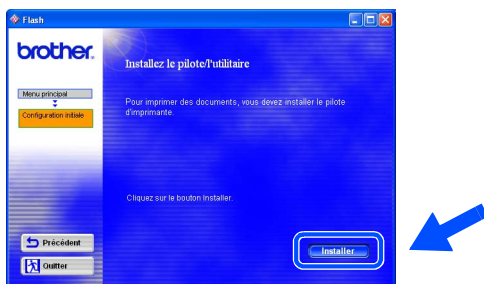 Flash
brother.
Installez le pilote/l'utilitaire
Menu principal
Configuration initiale
Pour imprimer des documents, vous devez installer le pilote
d'imprimante.
Cliquez sur le bouton Installer.
Précédent
Quitter
Installer